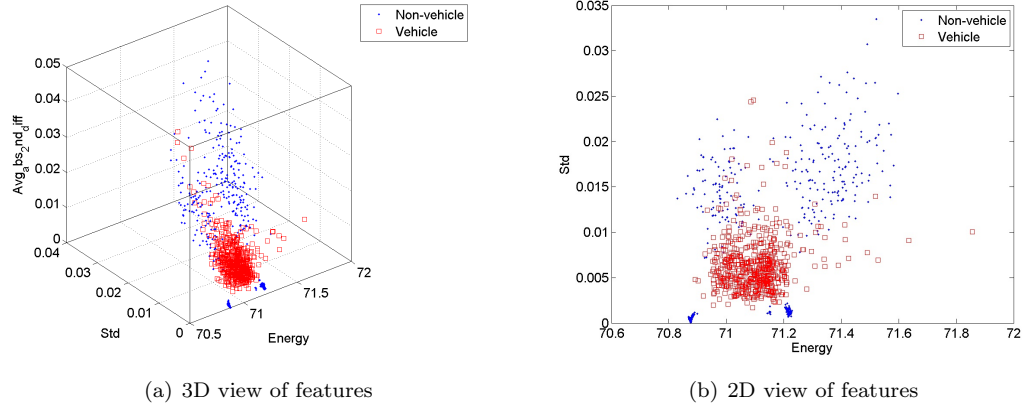 Non-vehicle
Vehicle
0.05
0.04
0.03
0.02
0.01
0
Avg_abs_2nd_diff
0.04
0.03
0.02
0.01
0
Std
70.5
71
71.5
72
Energy
(a) 3D view of features
Non-vehicle
Vehicle
0.035
0.03
0.025
0.02
0.015
0.01
0.005
0
Std
70.6
70.8
71
71.2
71.4
71.6
71.8
72
Energy
(b) 2D view of features